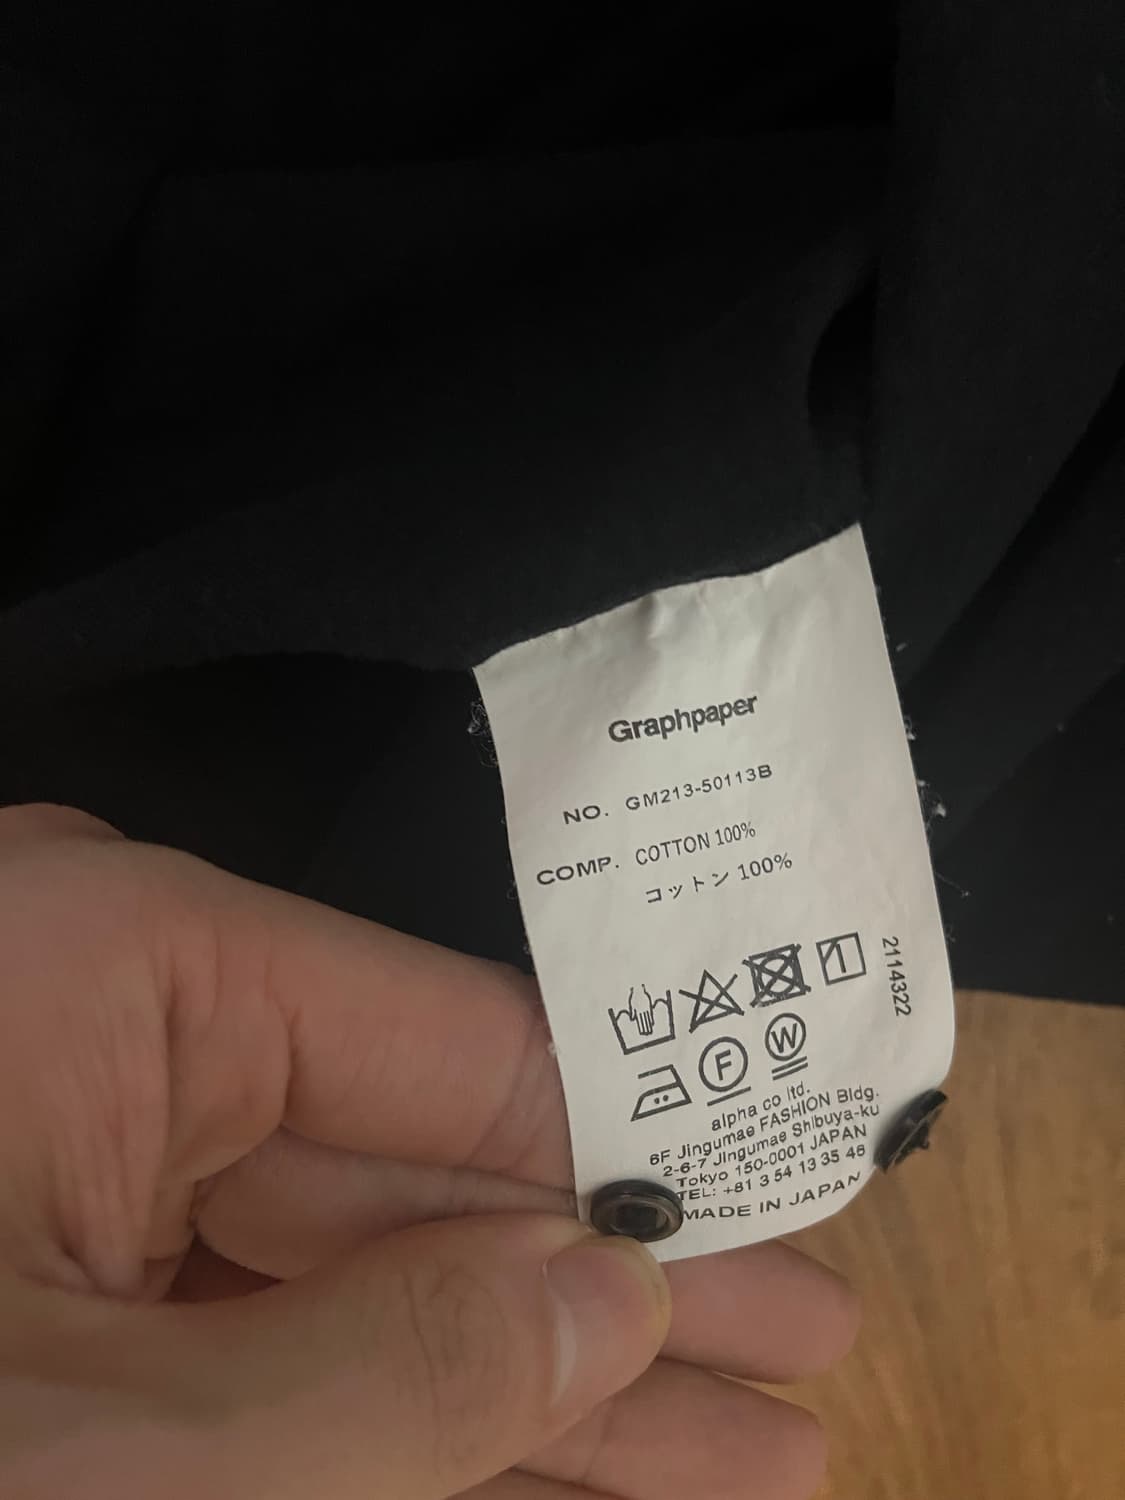 Graphpaper
NO. GM213-50113B
COMP. COTTON 100%
コットン 100%
2114322
F
W
alpha co ltd.
6F Jingumae FASHION Bldg.
2-6-7 Jingumae Shibuya-ku
Tokyo 150-0001 JAPAN
TEL: +81 3 54 13 35 46
MADE IN JAPAN